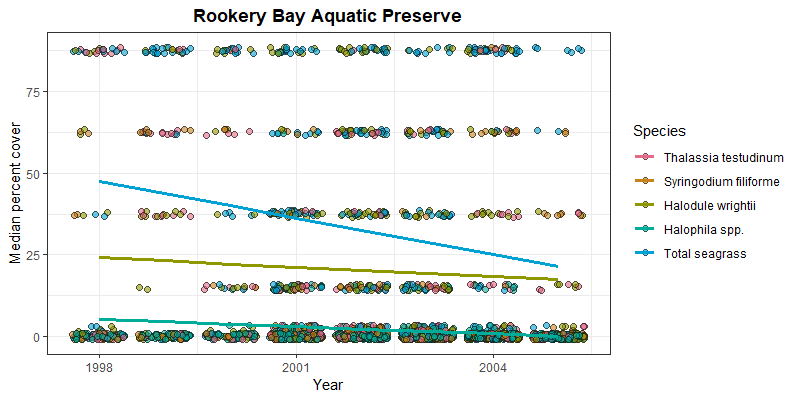 Rookery Bay Aquatic Preserve
Median percent cover
75
50
25
0
1998
2001
2004
Year
Species
Thalassia testudinum
Syringodium filiforme
Halodule wrightii
Halophila spp.
Total seagrass